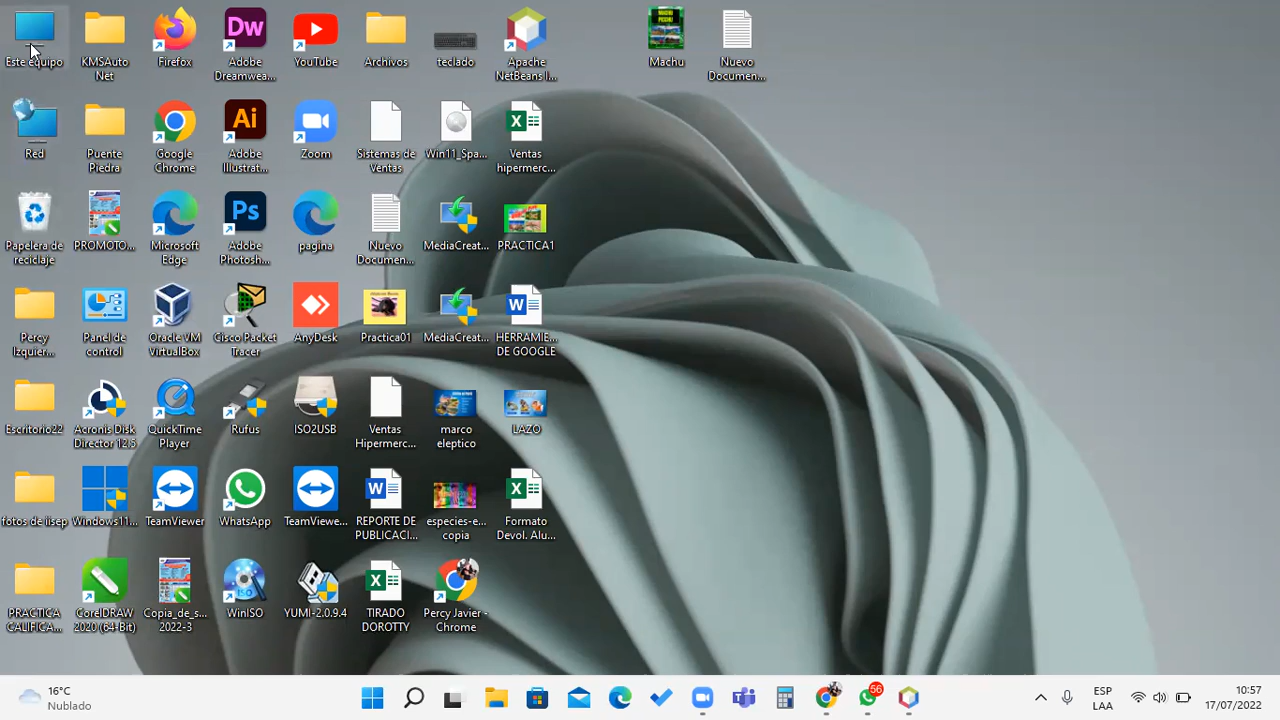 Este equipo
KMSAuto
Net
Firefox
Dw
Adobe
Dreamwea...
YouTube
Archivos
teclado
Apache
NetBeans I...
Machu
Nuevo
Documen...
Red
Puente
Piedra
Google
Chrome
Ai
Adobe
Illustrat...
Zoom
Sistemas de
Ventas
Win11_Spa...
Ventas
hipermerc...
Papelera de
reciclaje
PROMOTO...
Microsoft
Edge
Ps
Adobe
Photosh...
pagina
Nuevo
Documen...
MediaCreat...
PRACTICA1
Percy
Izquier...
Panel de
control
Oracle VM
VirtualBox
Cisco Packet
Tracer
AnyDesk
Practica01
MediaCreat...
HERRAMIE...
DE GOOGLE
Escritorio22
Acronis Disk
Director 12.5
QuickTime
Player
Rufus
ISO2USB
Ventas
Hipermerc...
marco
eleptico
LAZO
fotos de iisep
Windows11...
TeamViewer
WhatsApp
TeamViewe...
REPORTE DE
PUBLICACI...
especies-e...
copia
Formato
Devol. Alu...
PRACTICA
CALIFICA...
CorelDRAW
2020 (64-Bit)
Copia_de_s...
2022-3
WinISO
YUMI-2.0.9.4
TIRADO
DOROTTY
Percy Javier -
Chrome
16°C
Nublado
56
ESP
LAA
0:57
17/07/2022